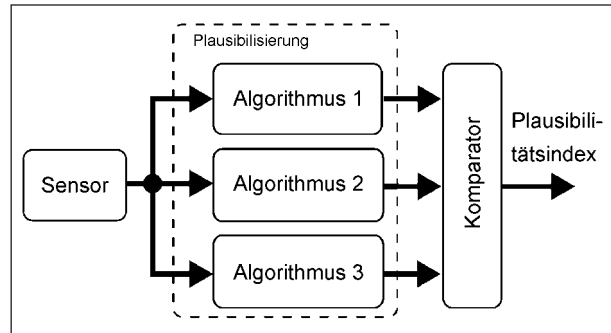 Plausibilisierung
Algorithmus 1
Sensor
Algorithmus 2
Algorithmus 3
Komparator
Plausibili-
tätsindex